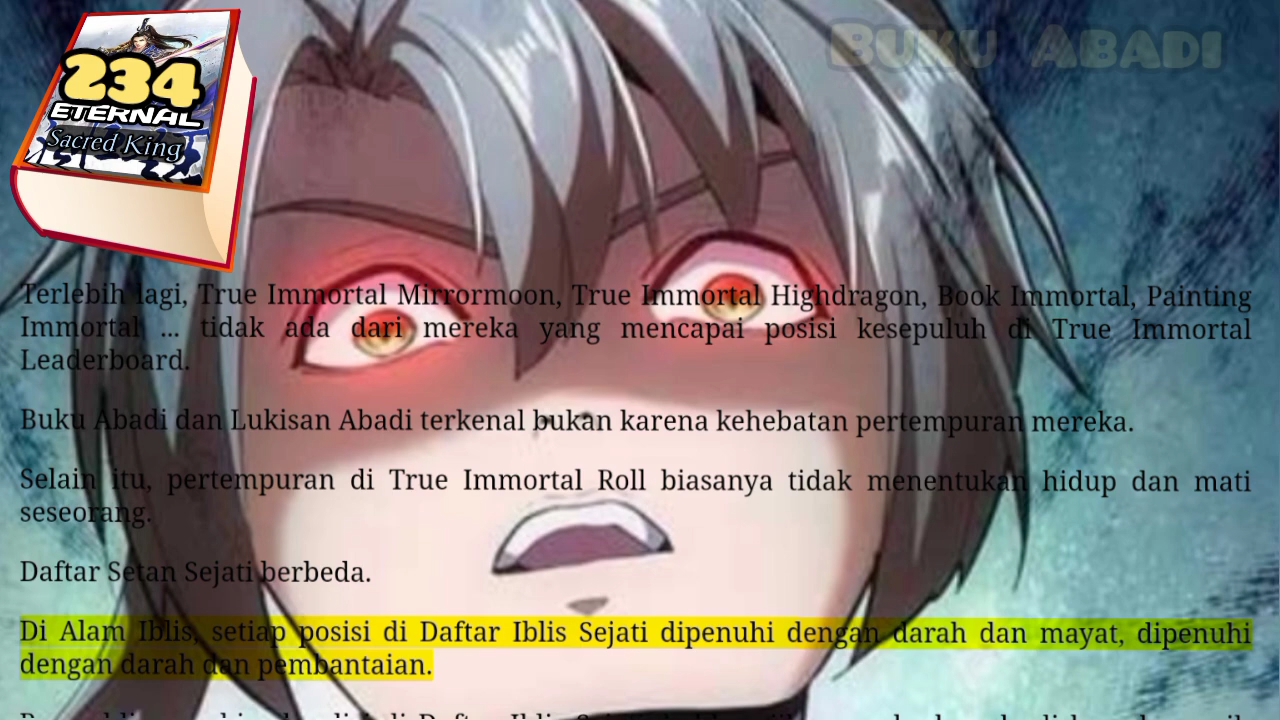 Buku Abadi
234
ETERNAL
Sacred King
Terlebih lagi, True Immortal Mirrormoon, True Immortal Highdragon, Book Immortal, Painting
Immortal ... tidak ada dari mereka yang mencapai posisi kesepuluh di True Immortal
Leaderboard.
Buku Abadi dan Lukisan Abadi terkenal bukan karena kehebatan pertempuran mereka.
Selain itu, pertempuran di True Immortal Roll biasanya tidak menentukan hidup dan mati
seseorang.
Daftar Setan Sejati berbeda.
Di Alam Iblis, setiap posisi di Daftar Iblis Sejati dipenuhi dengan darah dan mayat, dipenuhi
dengan darah dan pembantaian.